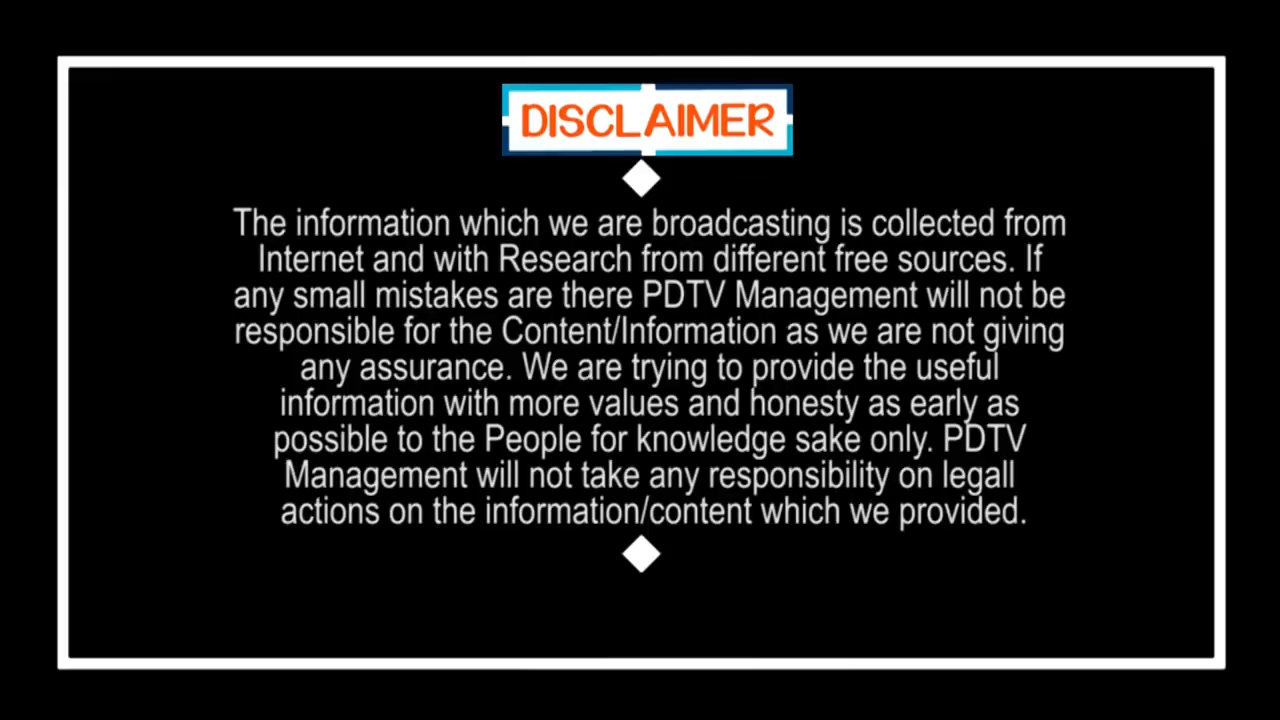 DISCLAIMER
The information which we are broadcasting is collected from
Internet and with Research from different free sources. If
any small mistakes are there PDTV Management will not be
responsible for the Content/Information as we are not giving
any assurance. We are trying to provide the useful
information with more values and honesty as early as
possible to the People for knowledge sake only. PDTV
Management will not take any responsibility on legall
actions on the information/content which we provided.